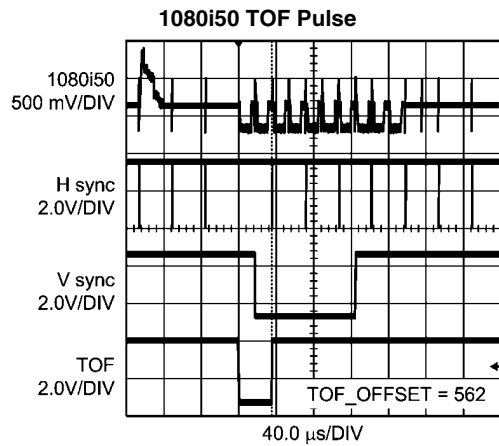 1080i50 TOF Pulse
1080i50
500 mV/DIV
H sync
2.0V/DIV
V sync
2.0V/DIV
TOF
2.0V/DIV
TOF_OFFSET = 562
40.0 µs/DIV